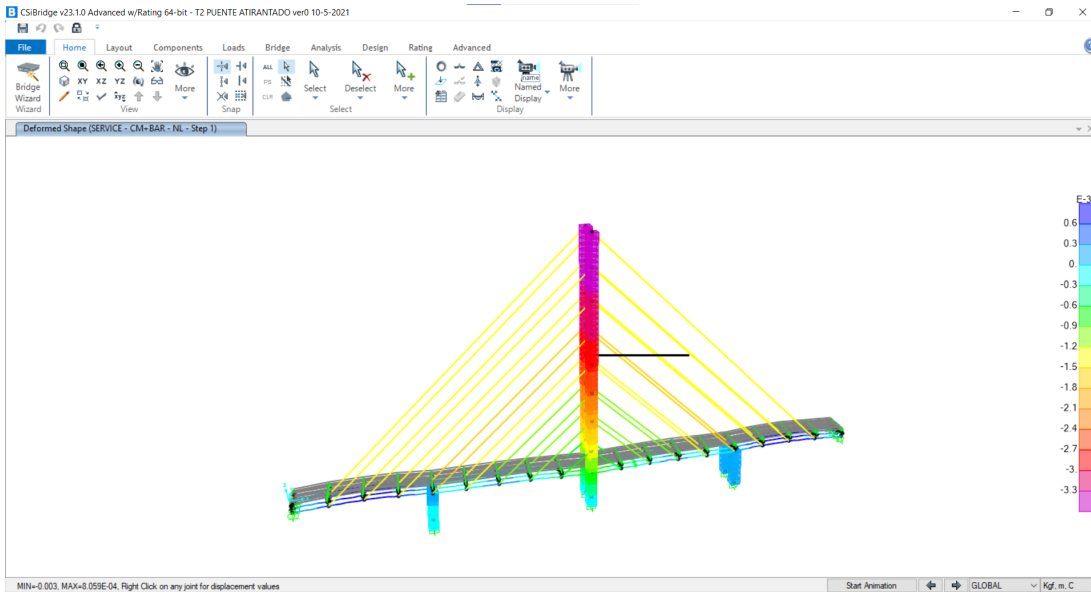 B CSiBridge v23.1.0 Advanced w/Rating 64-bit - T2 PUENTE ATIRANTADO ver0 10-5-2021
File Home Layout Components Loads Bridge Analysis Design Rating Advanced
XY XZ YZ
xyz
More
ALL
PS
CLR
Select
Deselect
More
name
Named
Display
More
Bridge
Wizard
Wizard View Snap Select Display
Deformed Shape (SERVICE - CM+BAR - NL - Step 1)
E-3
0.6
0.3
0.
-0.3
-0.6
-0.9
-1.2
-1.5
-1.8
-2.1
-2.4
-2.7
-3.
-3.3
MIN=-0.003, MAX=8.059E-04, Right Click on any joint for displacement values
Start Animation GLOBAL Kgf, m, C